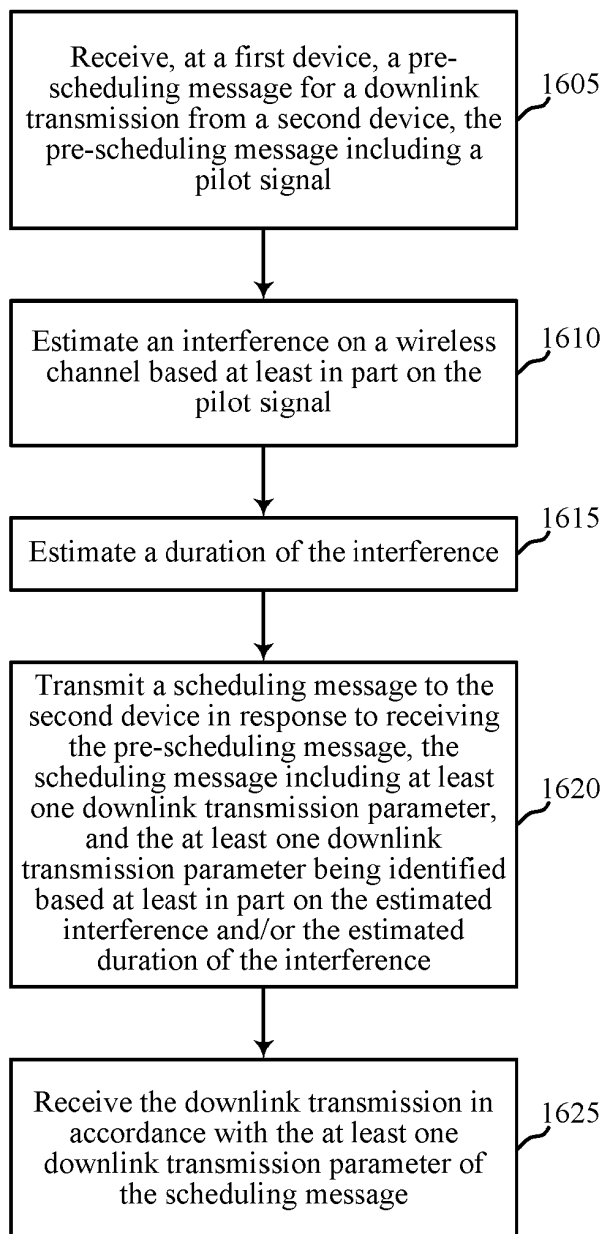 Receive, at a first device, a pre-
scheduling message for a downlink
transmission from a second device, the
pre-scheduling message including a
pilot signal
1605
Estimate an interference on a wireless
channel based at least in part on the
pilot signal
1610
Estimate a duration of the interference
1615
Transmit a scheduling message to the
second device in response to receiving
the pre-scheduling message, the
scheduling message including at least
one downlink transmission parameter,
and the at least one downlink
transmission parameter being identified
based at least in part on the estimated
interference and/or the estimated
duration of the interference
1620
Receive the downlink transmission in
accordance with the at least one
downlink transmission parameter of
the scheduling message
1625